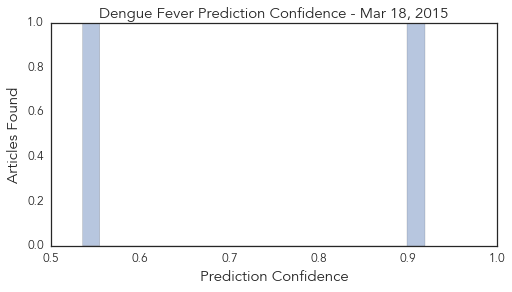 Dengue Fever Prediction Confidence - Mar 18, 2015
Articles Found
1.0
0.8
0.6
0.4
0.2
0.0
0.5 0.6 0.7 0.8 0.9 1.0
Prediction Confidence